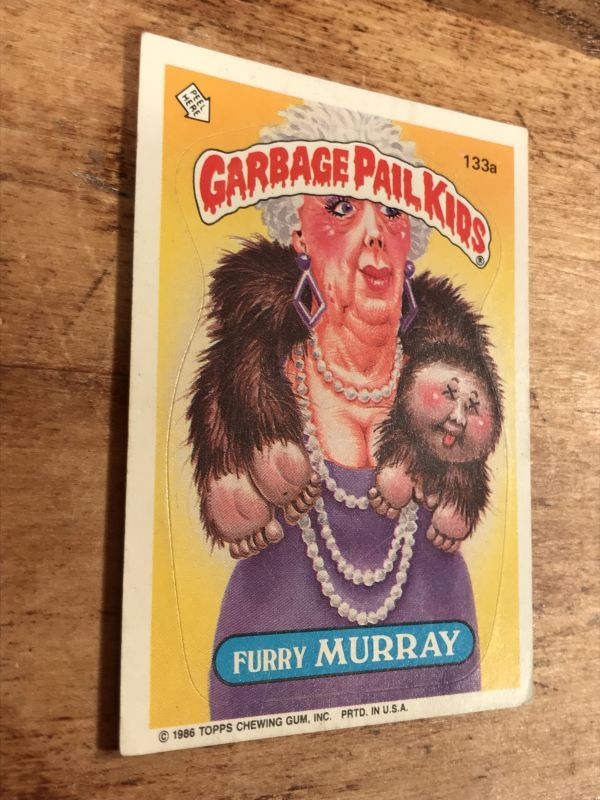 PEEL
HERE
133a
GARBAGE PAIL KIDS®
FURRY MURRAY
© 1986 TOPPS CHEWING GUM, INC. PRTD. IN U.S.A.